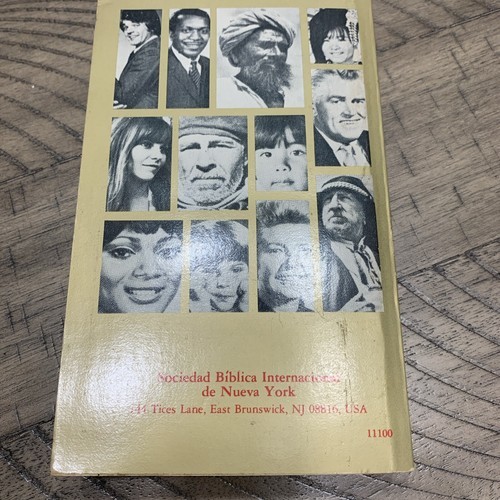 Sociedad Bíblica Internacional
de Nueva York
Tices Lane, East Brunswick, NJ 08816, USA
11100